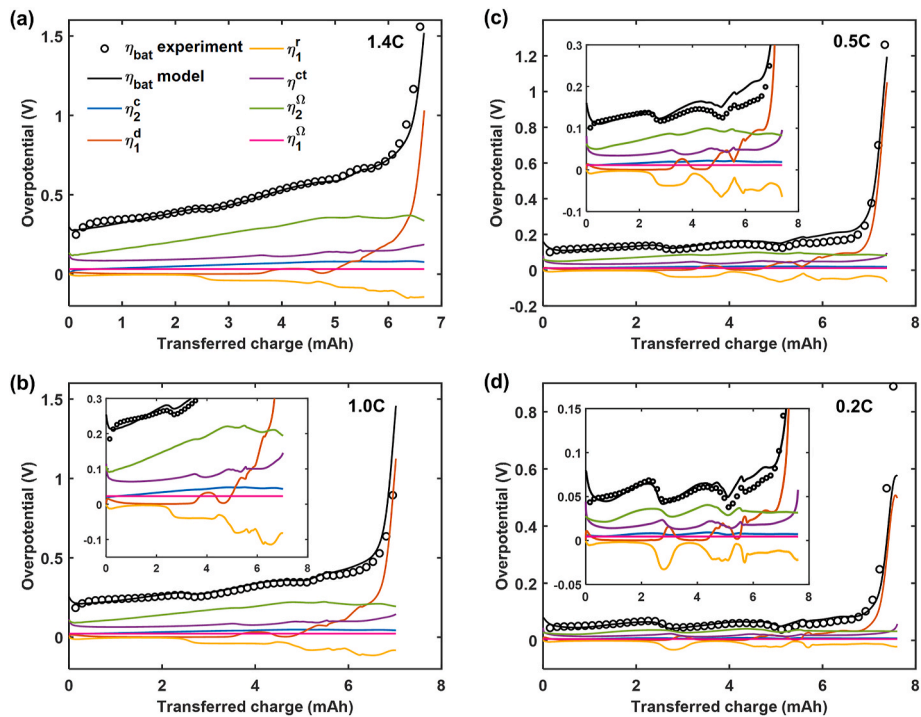 (a)
1.4C
η_bat experiment
η_bat model
η_2^c
η_1^d
η_1^r
η^ct
η_2^Ω
η_1^Ω
Overpotential (V)
1.5
1
0.5
0
0 1 2 3 4 5 6 7
Transferred charge (mAh)
(c)
0.5C
Overpotential (V)
1.2
1
0.8
0.6
0.4
0.2
0
-0.2
0 2 4 6 8
Transferred charge (mAh)
0.3
0.2
0.1
0
-0.1
0 2 4 6 8
(b)
1.0C
Overpotential (V)
1.5
1
0.5
0
0 2 4 6 8
Transferred charge (mAh)
0.3
0.2
0.1
0
-0.1
0 2 4 6 8
(d)
0.2C
Overpotential (V)
0.8
0.6
0.4
0.2
0
0 2 4 6 8
Transferred charge (mAh)
0.15
0.1
0.05
0
-0.05
0 2 4 6 8